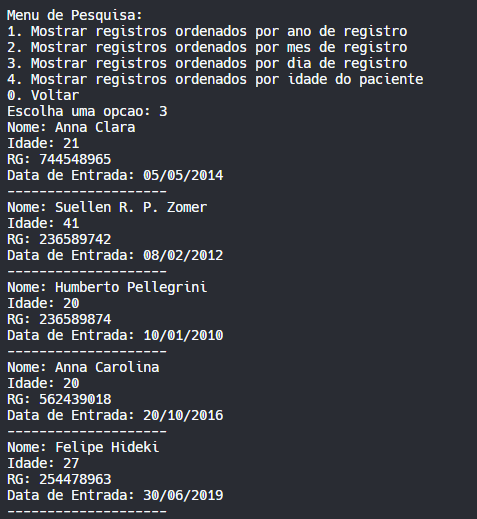 Menu de Pesquisa:
1. Mostrar registros ordenados por ano de registro
2. Mostrar registros ordenados por mes de registro
3. Mostrar registros ordenados por dia de registro
4. Mostrar registros ordenados por idade do paciente
0. Voltar
Escolha uma opcao: 3
Nome: Anna Clara
Idade: 21
RG: 744548965
Data de Entrada: 05/05/2014
--------------------
Nome: Suellen R. P. Zomer
Idade: 41
RG: 236589742
Data de Entrada: 08/02/2012
--------------------
Nome: Humberto Pellegrini
Idade: 20
RG: 236589874
Data de Entrada: 10/01/2010
--------------------
Nome: Anna Carolina
Idade: 20
RG: 562439018
Data de Entrada: 20/10/2016
--------------------
Nome: Felipe Hideki
Idade: 27
RG: 254478963
Data de Entrada: 30/06/2019
--------------------